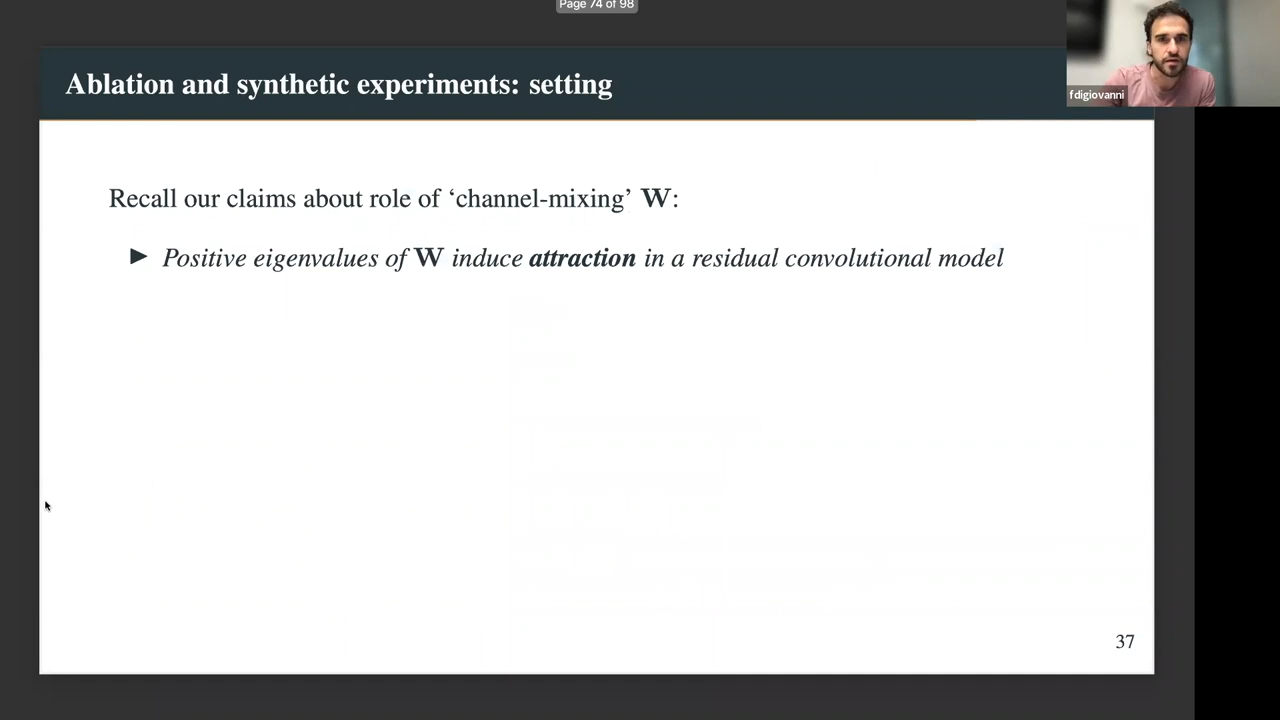 Page 74 of 98
Ablation and synthetic experiments: setting
fdigiovanni
Recall our claims about role of ‘channel-mixing’ W:
▶ Positive eigenvalues of W induce attraction in a residual convolutional model
37